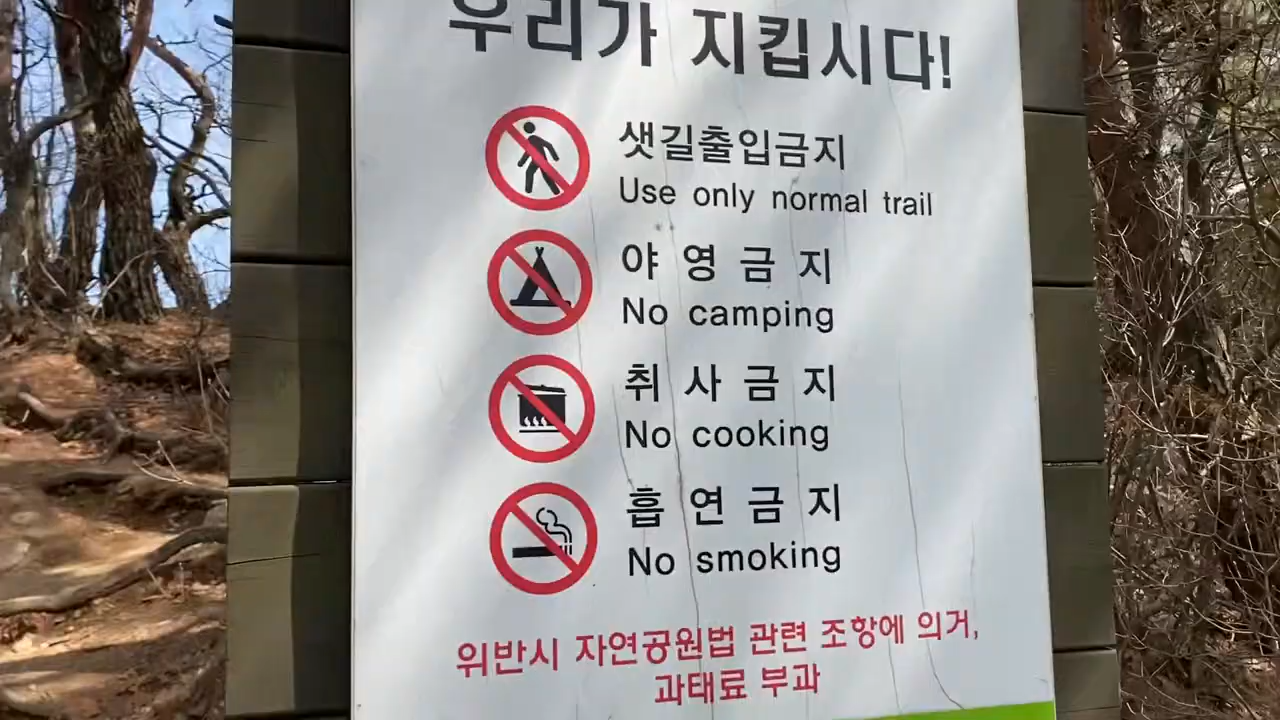 우리가 지킵시다!
샛길출입금지
Use only normal trail
야 영 금 지
No camping
취 사 금 지
No cooking
흡 연 금 지
No smoking
위반시 자연공원법 관련 조항에 의거,
과태료 부과